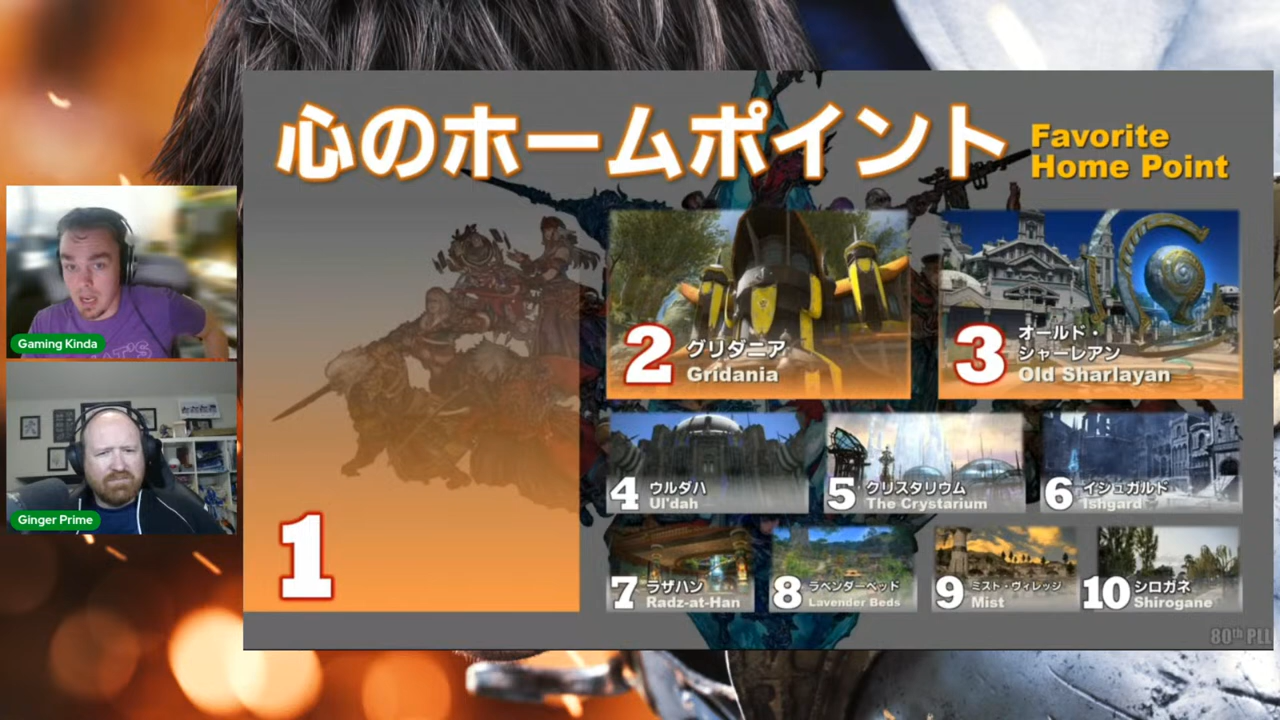 心のホームポイント
Favorite
Home Point
Gaming Kinda
Ginger Prime
1
2
グリダニア
Gridania
3
オールド・
シャーレアン
Old Sharlayan
4
ウルダハ
Ul'dah
5
クリスタリウム
The Crystarium
6
イシュガルド
Ishgard
7
ラザハン
Radz-at-Han
8
ラベンダーベッド
Lavender Beds
9
ミスト・ヴィレッジ
Mist
10
シロガネ
Shirogane
80th PLL